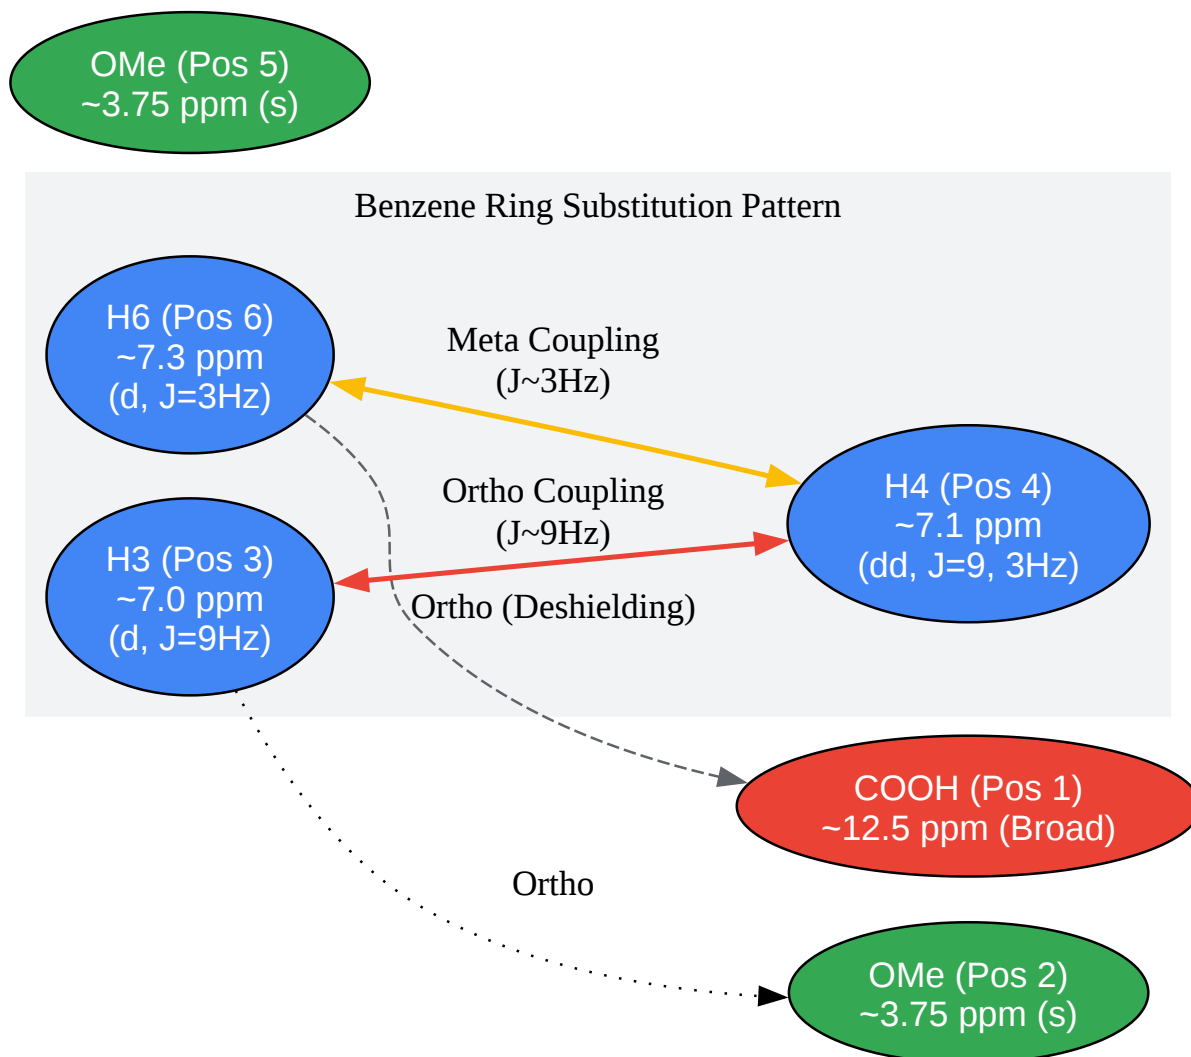 OMe (Pos 5)
~3.75 ppm (s)
Benzene Ring Substitution Pattern
H6 (Pos 6)
~7.3 ppm
(d, J=3Hz)
Meta Coupling
(J~3Hz)
H4 (Pos 4)
~7.1 ppm
(dd, J=9, 3Hz)
Ortho Coupling
(J~9Hz)
H3 (Pos 3)
~7.0 ppm
(d, J=9Hz)
Ortho (Deshielding)
COOH (Pos 1)
~12.5 ppm (Broad)
Ortho
OMe (Pos 2)
~3.75 ppm (s)